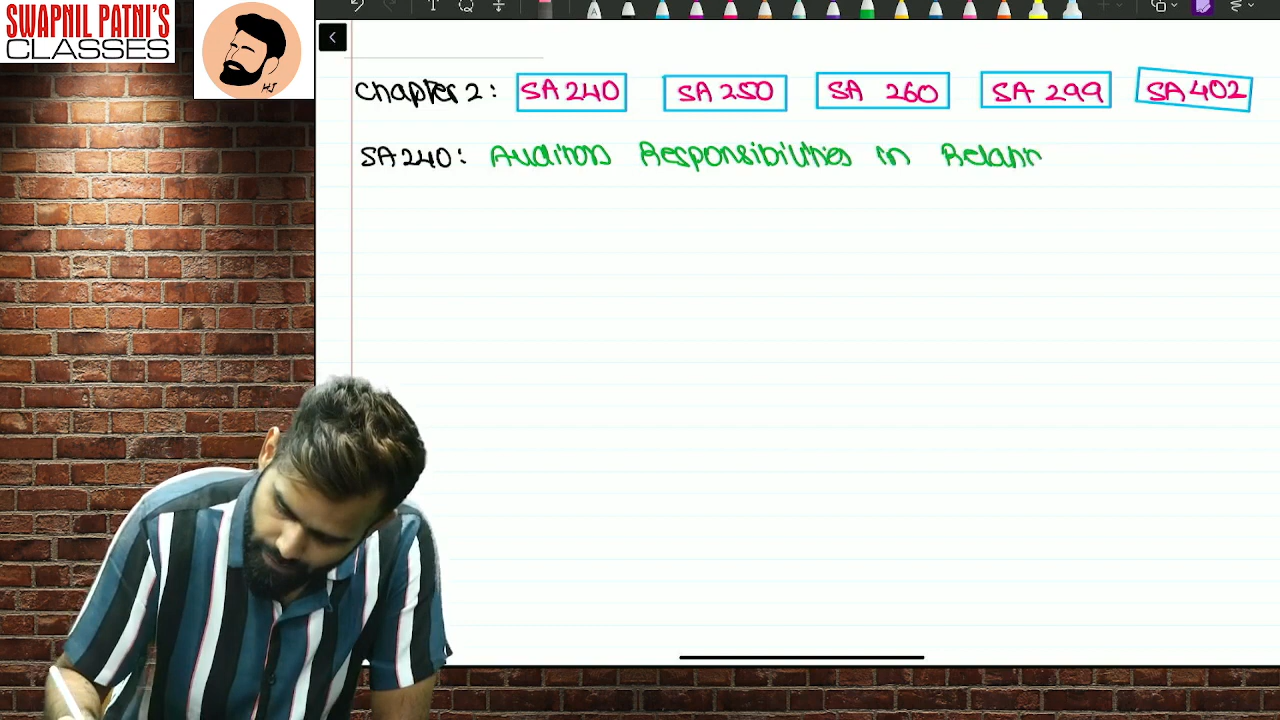 SWAPNIL PATNI'S
CLASSES
Chapter 2: SA 240 SA 250 SA 260 SA 299 SA 402
SA 240: Auditors Responsibilities in Relatn